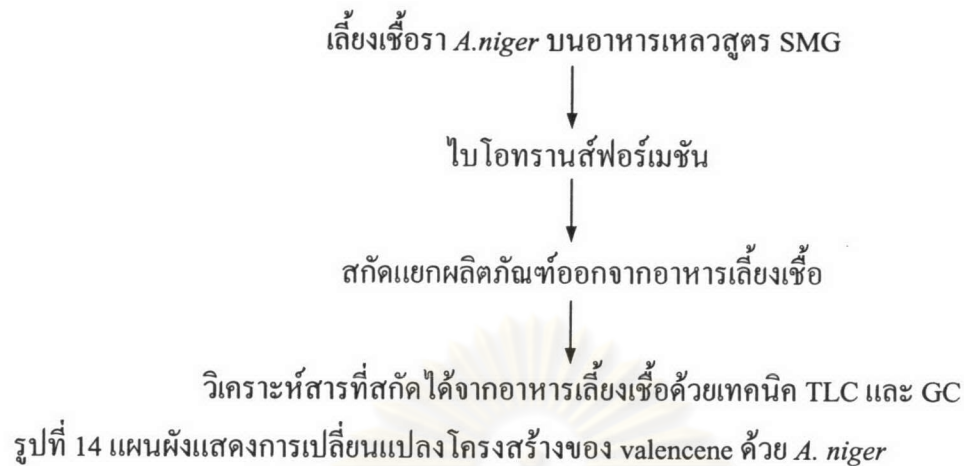 เลี้ยงเชื้อรา A.niger บนอาหารเหลวสูตร SMG
ไบโอทรานส์ฟอร์เมชัน
สกัดแยกผลิตภัณฑ์ออกจากอาหารเลี้ยงเชื้อ
วิเคราะห์สารที่สกัดได้จากอาหารเลี้ยงเชื้อด้วยเทคนิค TLC และ GC
รูปที่ 14 แผนผังแสดงการเปลี่ยนแปลงโครงสร้างของ valencene ด้วย A. niger